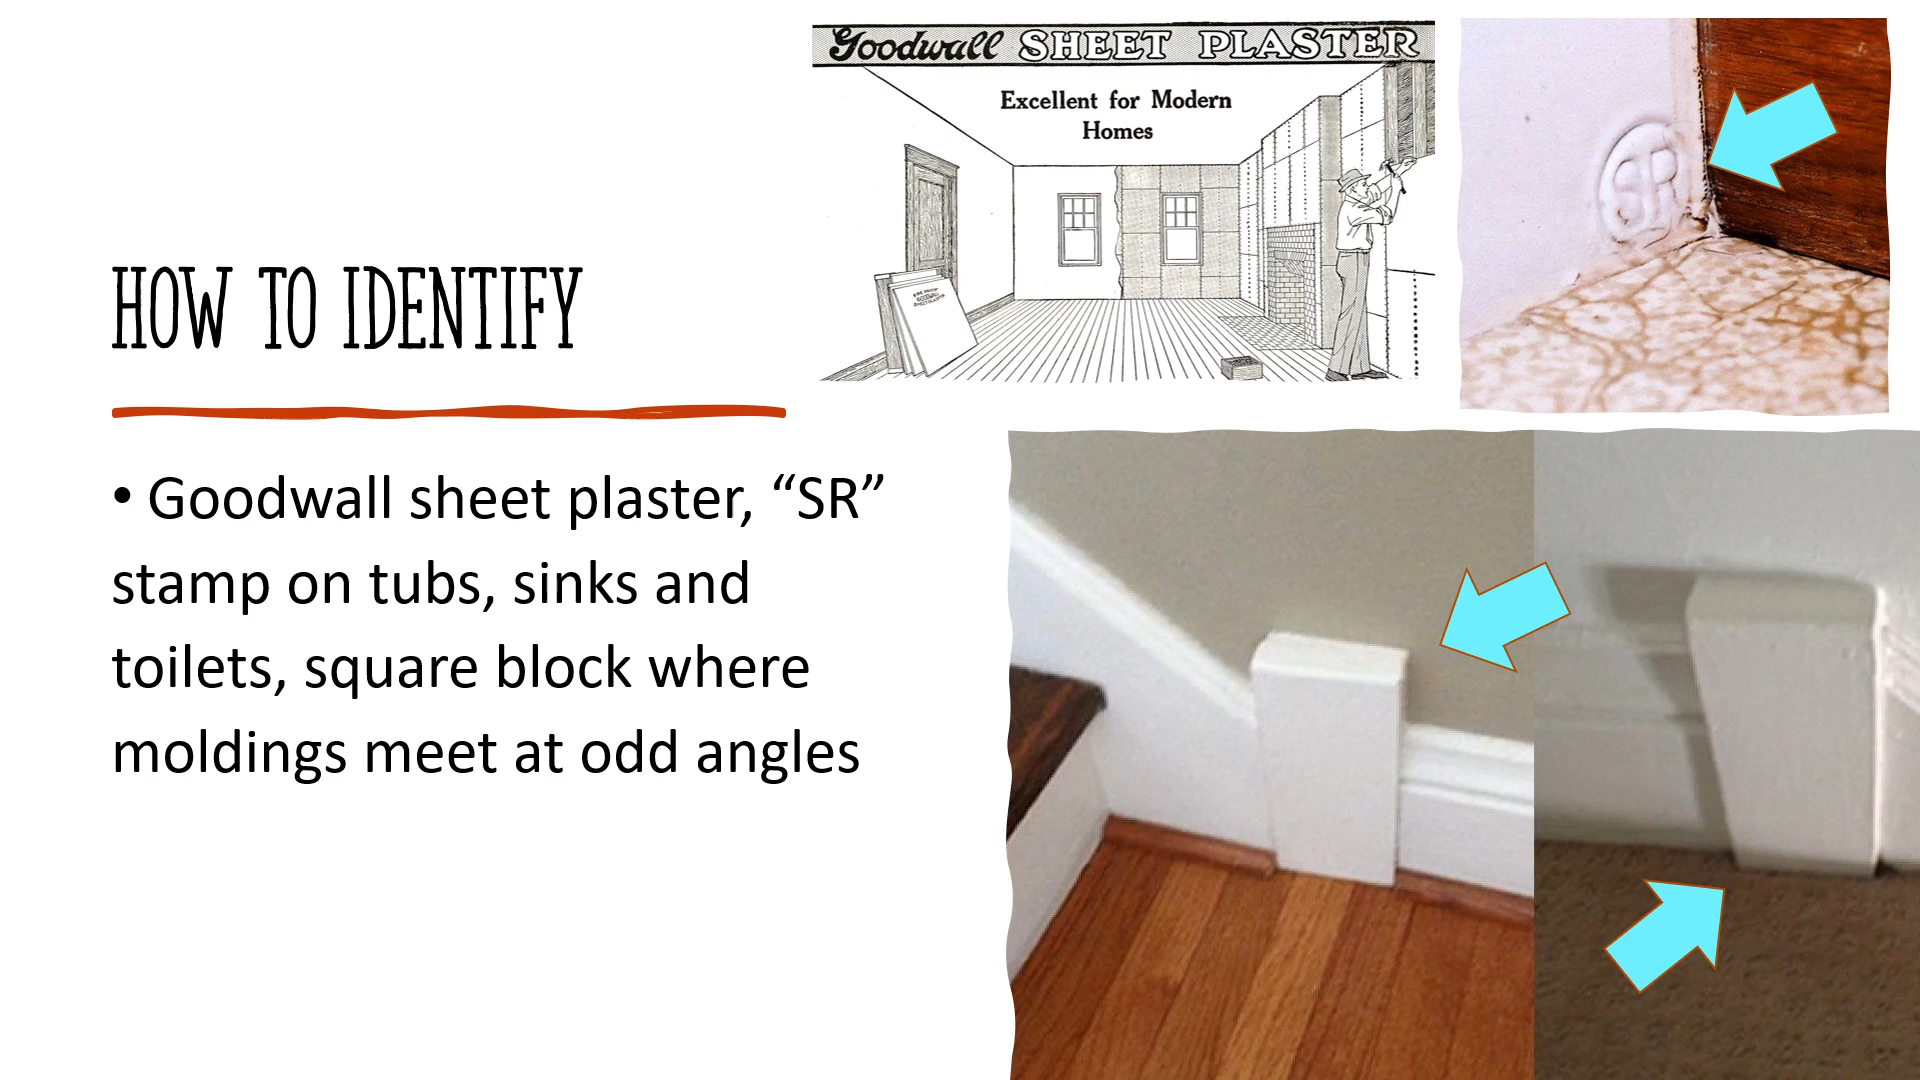 Goodwall SHEET PLASTER
Excellent for Modern
Homes
SR
HOW TO IDENTIFY
• Goodwall sheet plaster, “SR”
stamp on tubs, sinks and
toilets, square block where
moldings meet at odd angles